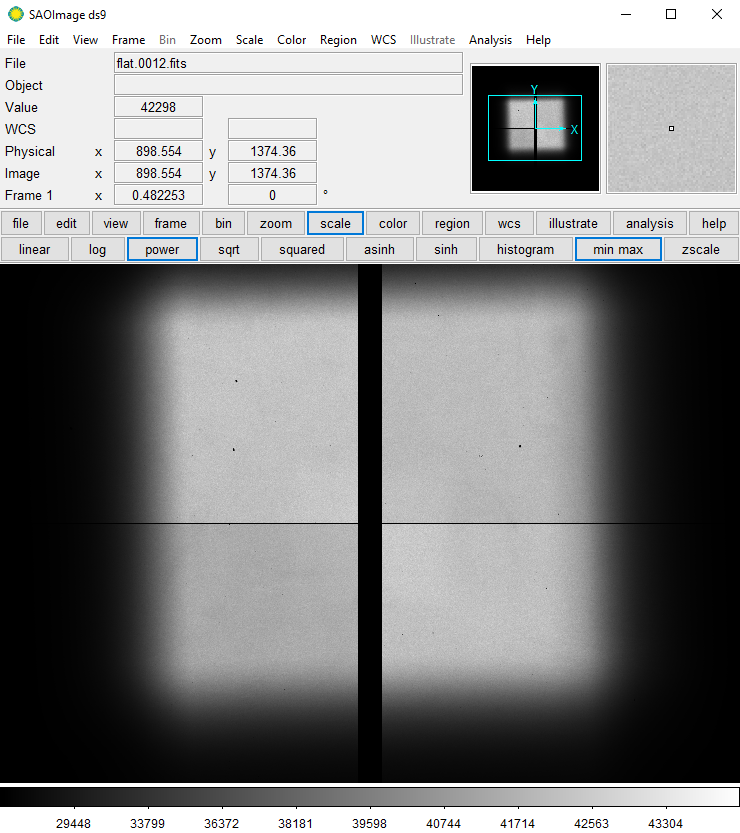 SAOImage ds9
File Edit View Frame Bin Zoom Scale Color Region WCS Illustrate Analysis Help
File flat.0012.fits
Object
Value 42298
WCS
Physical x 898.554 y 1374.36
Image x 898.554 y 1374.36
Frame 1 x 0.482253 0 °
Y
X
file edit view frame bin zoom scale color region wcs illustrate analysis help
linear log power sqrt squared asinh sinh histogram min max zscale
29448 33799 36372 38181 39598 40744 41714 42563 43304